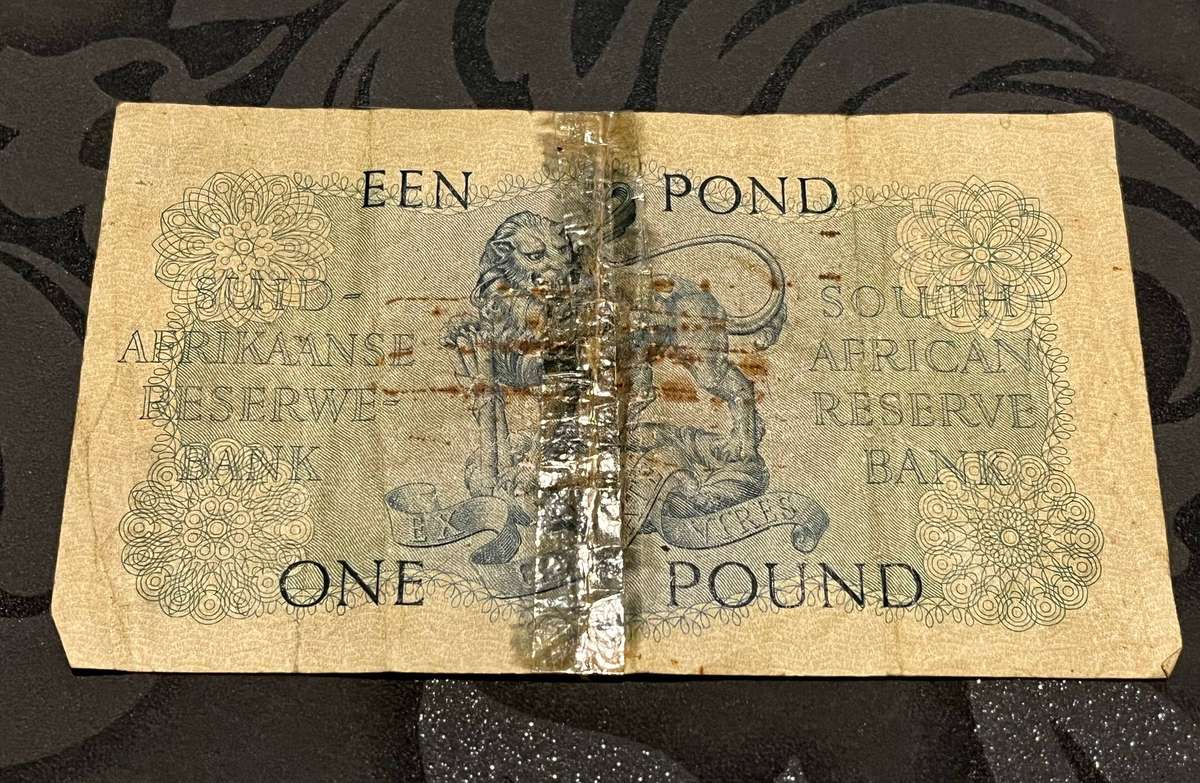 EEN POND
SUID-
AFRIKAANSE
RESERWE-
BANK
SOUTH
AFRICAN
RESERVE
BANK
EX VIRES
ONE POUND